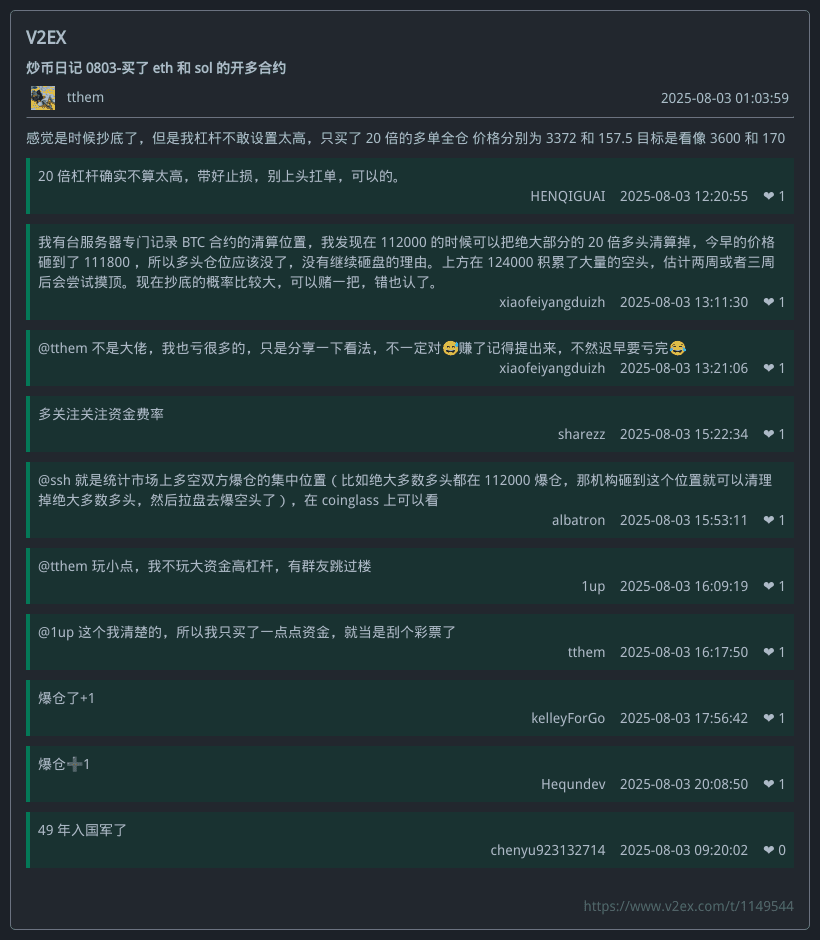 V2EX
炒币日记 0803-买了 eth 和 sol 的开多合约
tthem 2025-08-03 01:03:59
感觉是时候抄底了，但是我杠杆不敢设置太高，只买了 20 倍的多单全仓 价格分别为 3372 和 157.5 目标是看像 3600 和 170
20 倍杠杆确实不算太高，带好止损，别上头扛单，可以的。
HENQIGUAI 2025-08-03 12:20:55 ❤ 1
我有台服务器专门记录 BTC 合约的清算位置，我发现在 112000 的时候可以把绝大部分的 20 倍多头清算掉，今早的价格
砸到了 111800 ，所以多头仓位应该没了，没有继续砸盘的理由。上方在 124000 积累了大量的空头，估计两周或者三周
后会尝试摸顶。现在抄底的概率比较大，可以赌一把，错也认了。
xiaofeiyangduizh 2025-08-03 13:11:30 ❤ 1
@tthem 不是大佬，我也亏很多的，只是分享一下看法，不一定对😅赚了记得提出来，不然迟早要亏完😂
xiaofeiyangduizh 2025-08-03 13:21:06 ❤ 1
多关注关注资金费率
sharezz 2025-08-03 15:22:34 ❤ 1
@ssh 就是统计市场上多空双方爆仓的集中位置（比如绝大多数多头都在 112000 爆仓，那机构砸到这个位置就可以清理
掉绝大多数多头，然后拉盘去爆空头了），在 coinglass 上可以看
albatron 2025-08-03 15:53:11 ❤ 1
@tthem 玩小点，我不玩大资金高杠杆，有群友跳过楼
1up 2025-08-03 16:09:19 ❤ 1
@1up 这个我清楚的，所以我只买了一点点资金，就当是刮个彩票了
tthem 2025-08-03 16:17:50 ❤ 1
爆仓了+1
kelleyForGo 2025-08-03 17:56:42 ❤ 1
爆仓➕1
Hequndev 2025-08-03 20:08:50 ❤ 1
49 年入国军了
chenyu923132714 2025-08-03 09:20:02 ❤ 0
https://www.v2ex.com/t/1149544